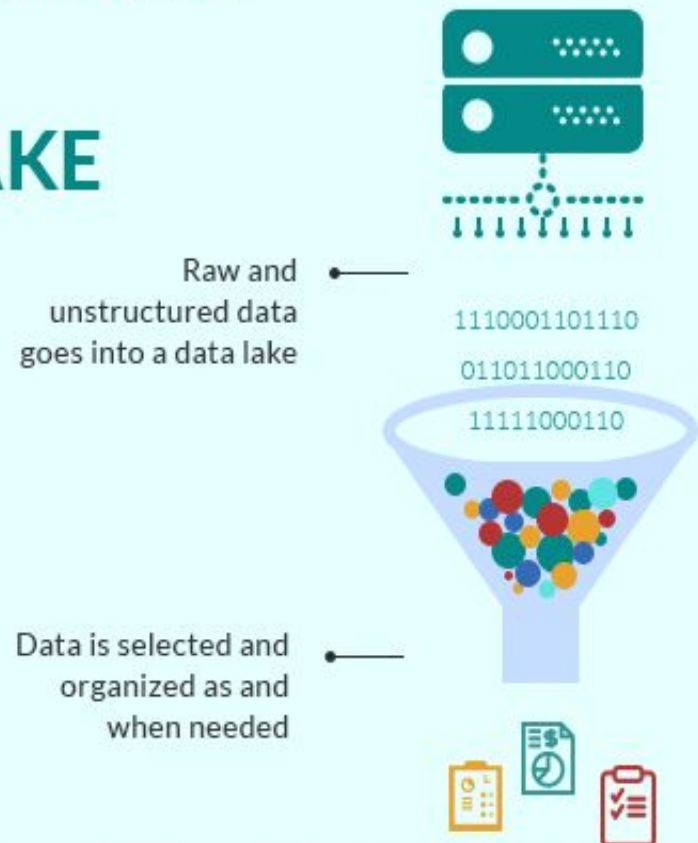 AKE
Raw and
unstructured data
goes into a data lake
1110001101110
011011000110
11111000110
Data is selected and
organized as and
when needed
$